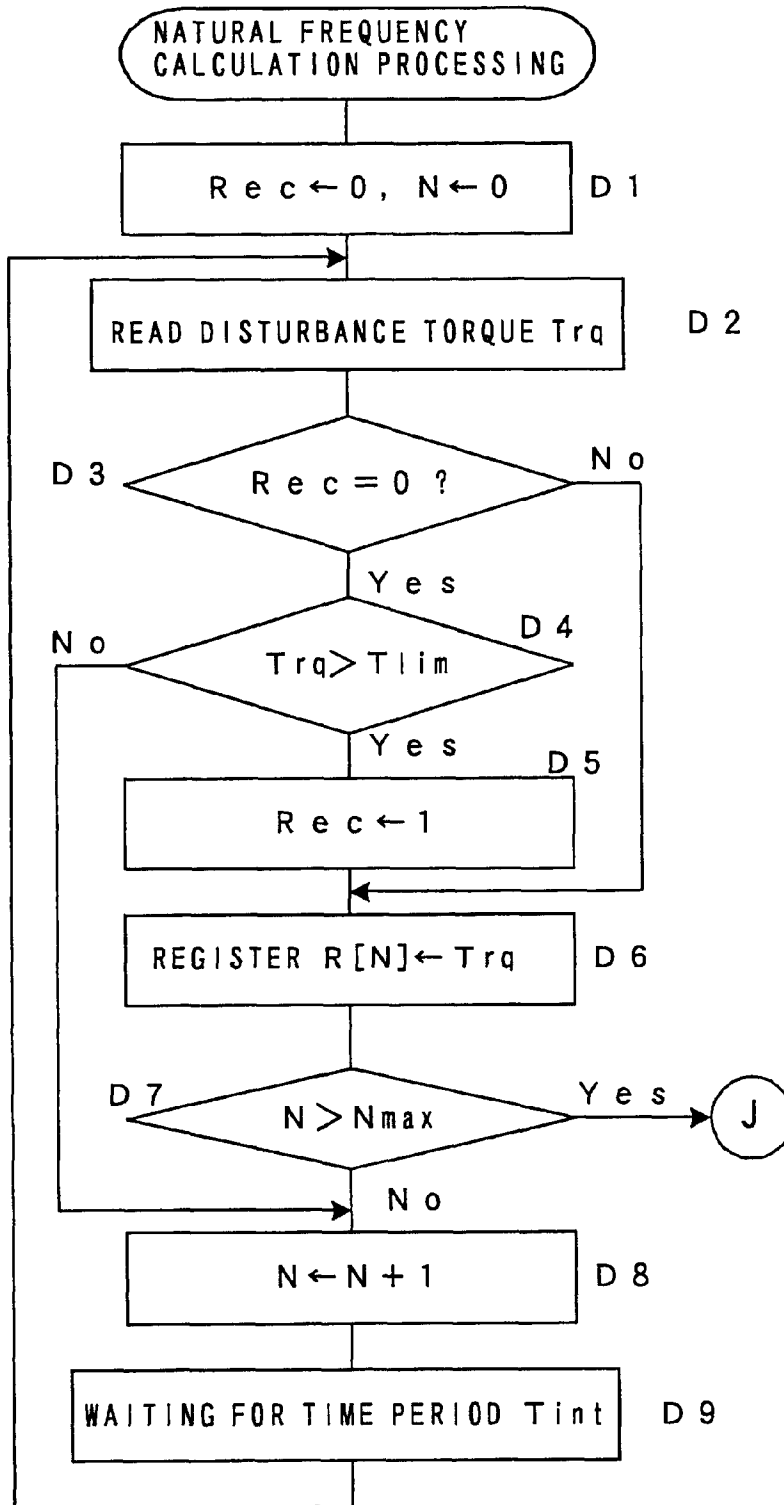 NATURAL FREQUENCY
CALCULATION PROCESSING
Rec←0, N←0
D1
READ DISTURBANCE TORQUE Trq
D2
D3
Rec=0 ?
No
Yes
No
D4
Trq>Tlim
Yes
D5
Rec←1
REGISTER R[N]←Trq
D6
D7
N>Nmax
Yes
J
No
N←N+1
D8
WAITING FOR TIME PERIOD Tint
D9